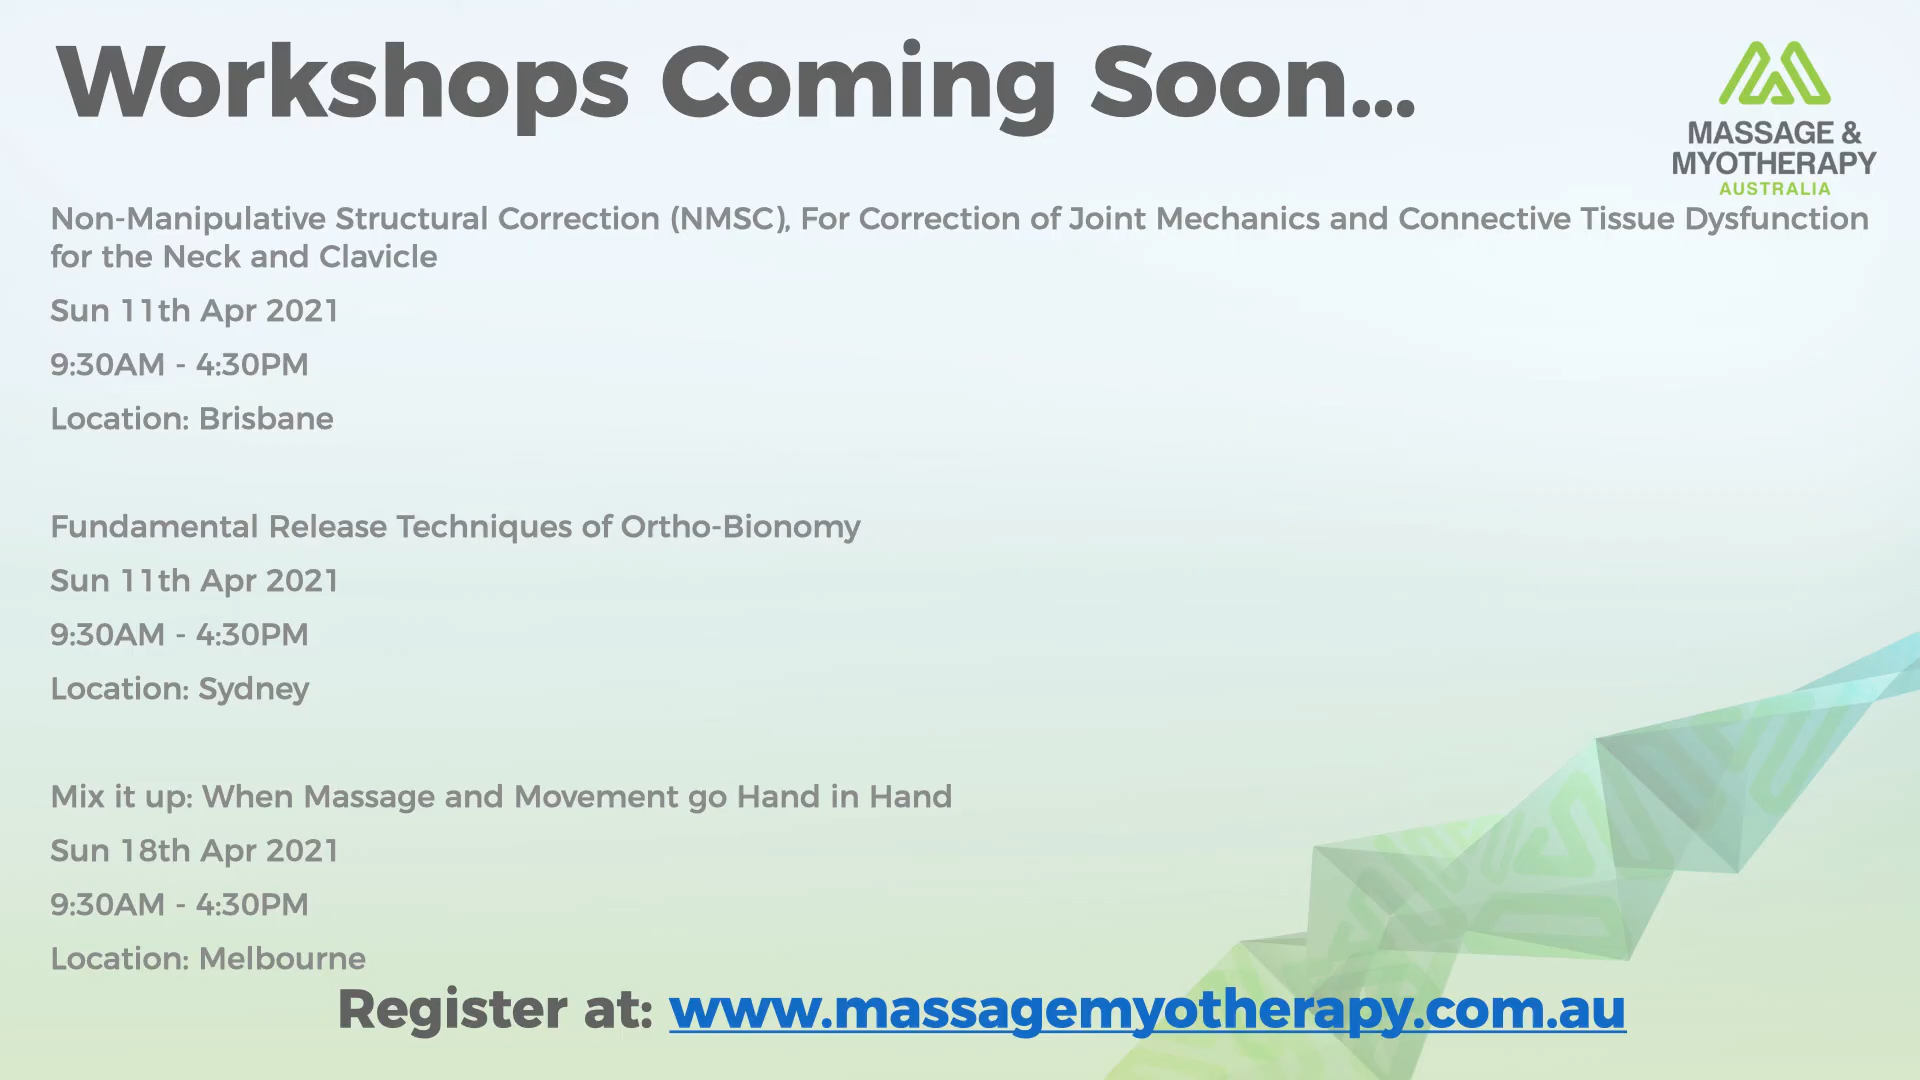 Workshops Coming Soon...
MASSAGE &
MYOTHERAPY
AUSTRALIA
Non-Manipulative Structural Correction (NMSC), For Correction of Joint Mechanics and Connective Tissue Dysfunction
for the Neck and Clavicle
Sun 11th Apr 2021
9:30AM - 4:30PM
Location: Brisbane
Fundamental Release Techniques of Ortho-Bionomy
Sun 11th Apr 2021
9:30AM - 4:30PM
Location: Sydney
Mix it up: When Massage and Movement go Hand in Hand
Sun 18th Apr 2021
9:30AM - 4:30PM
Location: Melbourne
Register at: www.massagemyotherapy.com.au